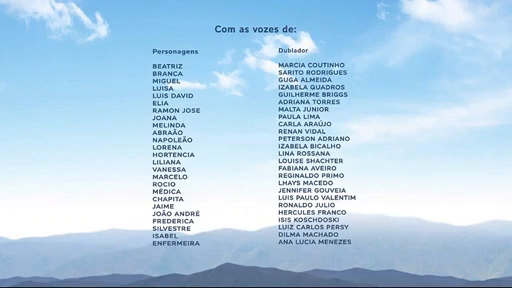 Com as vozes de:
Personagens Dublador
BEATRIZ MARCIA COUTINHO
BRANCA SARITO RODRIGUES
MIGUEL GUGA ALMEIDA
LUISA IZABELA QUADROS
LUIS DAVID GUILHERME BRIGGS
ELIA ADRIANA TORRES
RAMON JOSE MALTA JUNIOR
JOANA PAULA LIMA
MELINDA CARLA ARAÚJO
ABRAÃO RENAN VIDAL
NAPOLEÃO PETERSON ADRIANO
LORENA IZABELA BICALHO
HORTENCIA LINA ROSSANA
LILIANA LOUISE SHACHTER
VANESSA FABIANA AVEIRO
MARCELO REGINALDO PRIMO
ROCIO LHAYS MACEDO
MÉDICA JENNIFER GOUVEIA
CHAPITA LUIS PAULO VALENTIM
JAIME RONALDO JULIO
JOÃO ANDRÉ HERCULES FRANCO
FREDERICA ISIS KOSCHDOSKI
SILVESTRE LUIZ CARLOS PERSY
ISABEL DILMA MACHADO
ENFERMEIRA ANA LUCIA MENEZES